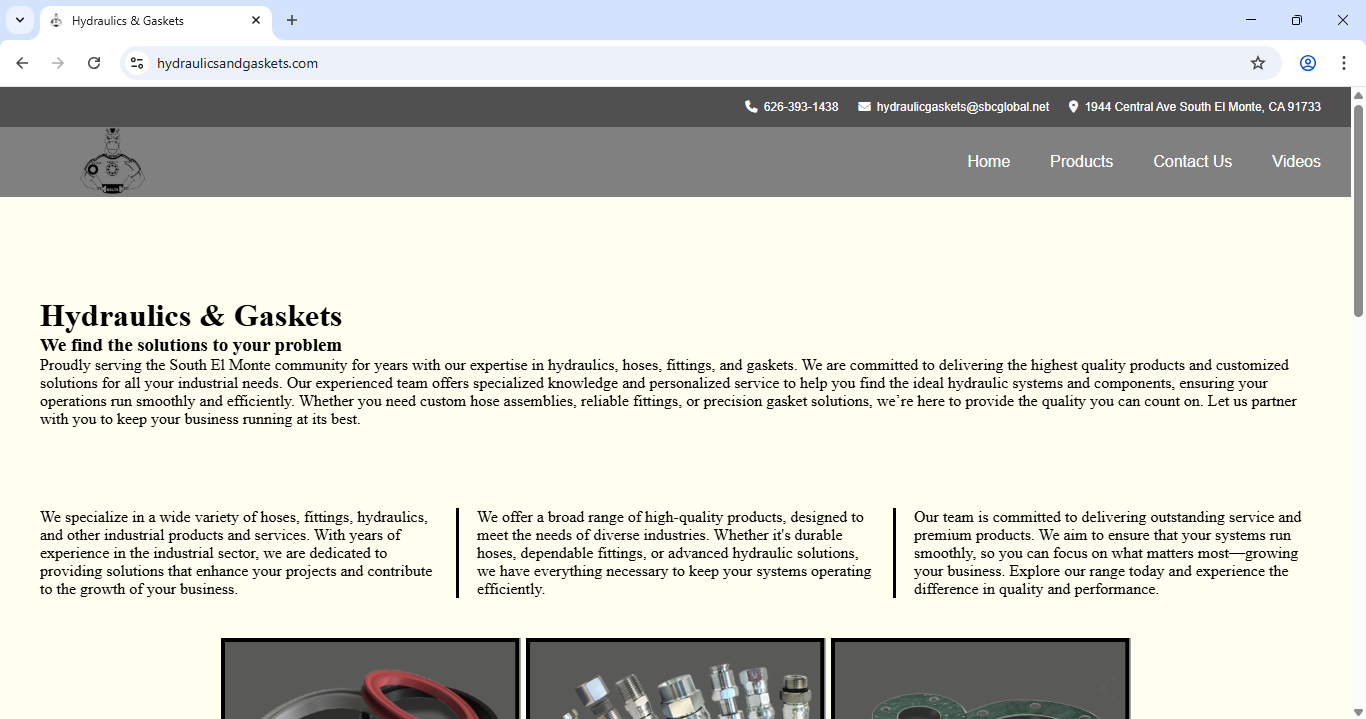 Hydraulics & Gaskets
hydraulicsandgaskets.com
626-393-1438 hydraulicgaskets@sbcglobal.net 1944 Central Ave South El Monte, CA 91733
Home Products Contact Us Videos
Hydraulics & Gaskets
We find the solutions to your problem
Proudly serving the South El Monte community for years with our expertise in hydraulics, hoses, fittings, and gaskets. We are committed to delivering the highest quality products and customized
solutions for all your industrial needs. Our experienced team offers specialized knowledge and personalized service to help you find the ideal hydraulic systems and components, ensuring your
operations run smoothly and efficiently. Whether you need custom hose assemblies, reliable fittings, or precision gasket solutions, we’re here to provide the quality you can count on. Let us partner
with you to keep your business running at its best.
We specialize in a wide variety of hoses, fittings, hydraulics,
and other industrial products and services. With years of
experience in the industrial sector, we are dedicated to
providing solutions that enhance your projects and contribute
to the growth of your business.
We offer a broad range of high-quality products, designed to
meet the needs of diverse industries. Whether it's durable
hoses, dependable fittings, or advanced hydraulic solutions,
we have everything necessary to keep your systems operating
efficiently.
Our team is committed to delivering outstanding service and
premium products. We aim to ensure that your systems run
smoothly, so you can focus on what matters most—growing
your business. Explore our range today and experience the
difference in quality and performance.